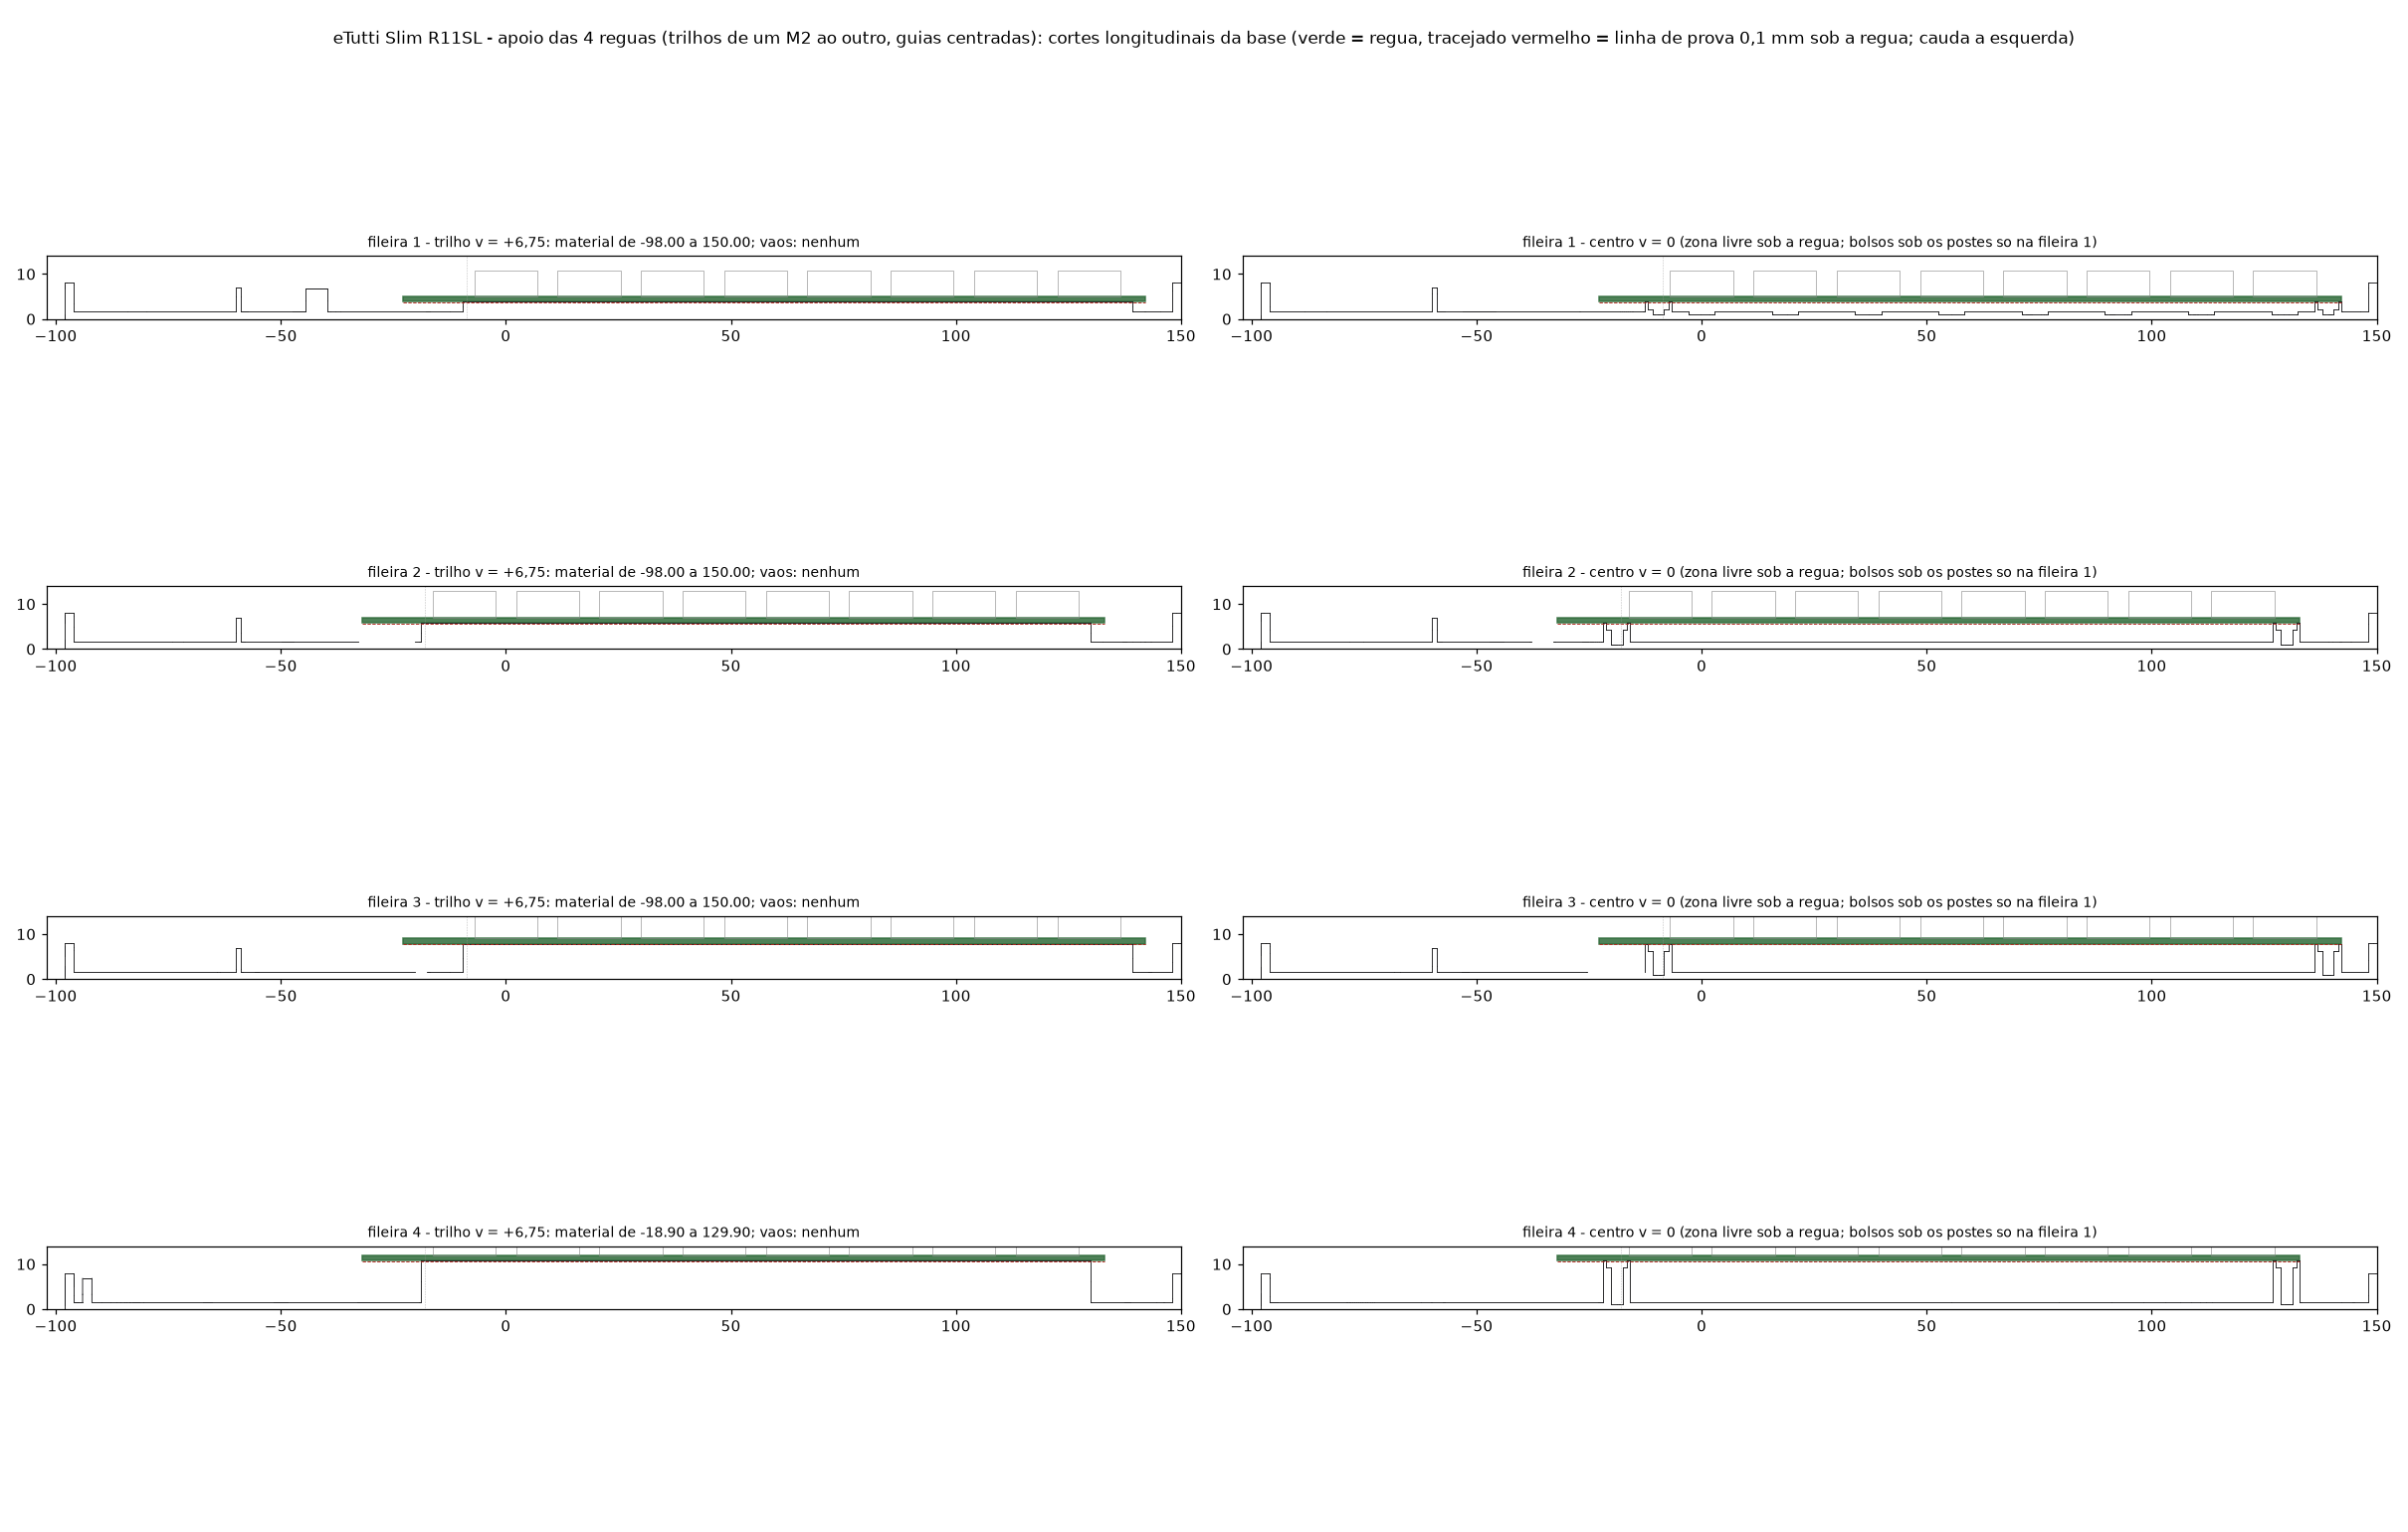 eTutti Slim R11SL - apoio das 4 reguas (trilhos de um M2 ao outro, guias centradas): cortes longitudinais da base (verde = regua, tracejado vermelho = linha de prova 0,1 mm sob a regua; cauda a esquerda)
fileira 1 - trilho v = +6,75: material de -98.00 a 150.00; vaos: nenhum
10
0
−100 −50 0 50 100 150
fileira 1 - centro v = 0 (zona livre sob a regua; bolsos sob os postes so na fileira 1)
10
0
−100 −50 0 50 100 150
fileira 2 - trilho v = +6,75: material de -98.00 a 150.00; vaos: nenhum
10
0
−100 −50 0 50 100 150
fileira 2 - centro v = 0 (zona livre sob a regua; bolsos sob os postes so na fileira 1)
10
0
−100 −50 0 50 100 150
fileira 3 - trilho v = +6,75: material de -98.00 a 150.00; vaos: nenhum
10
0
−100 −50 0 50 100 150
fileira 3 - centro v = 0 (zona livre sob a regua; bolsos sob os postes so na fileira 1)
10
0
−100 −50 0 50 100 150
fileira 4 - trilho v = +6,75: material de -18.90 a 129.90; vaos: nenhum
10
0
−100 −50 0 50 100 150
fileira 4 - centro v = 0 (zona livre sob a regua; bolsos sob os postes so na fileira 1)
10
0
−100 −50 0 50 100 150